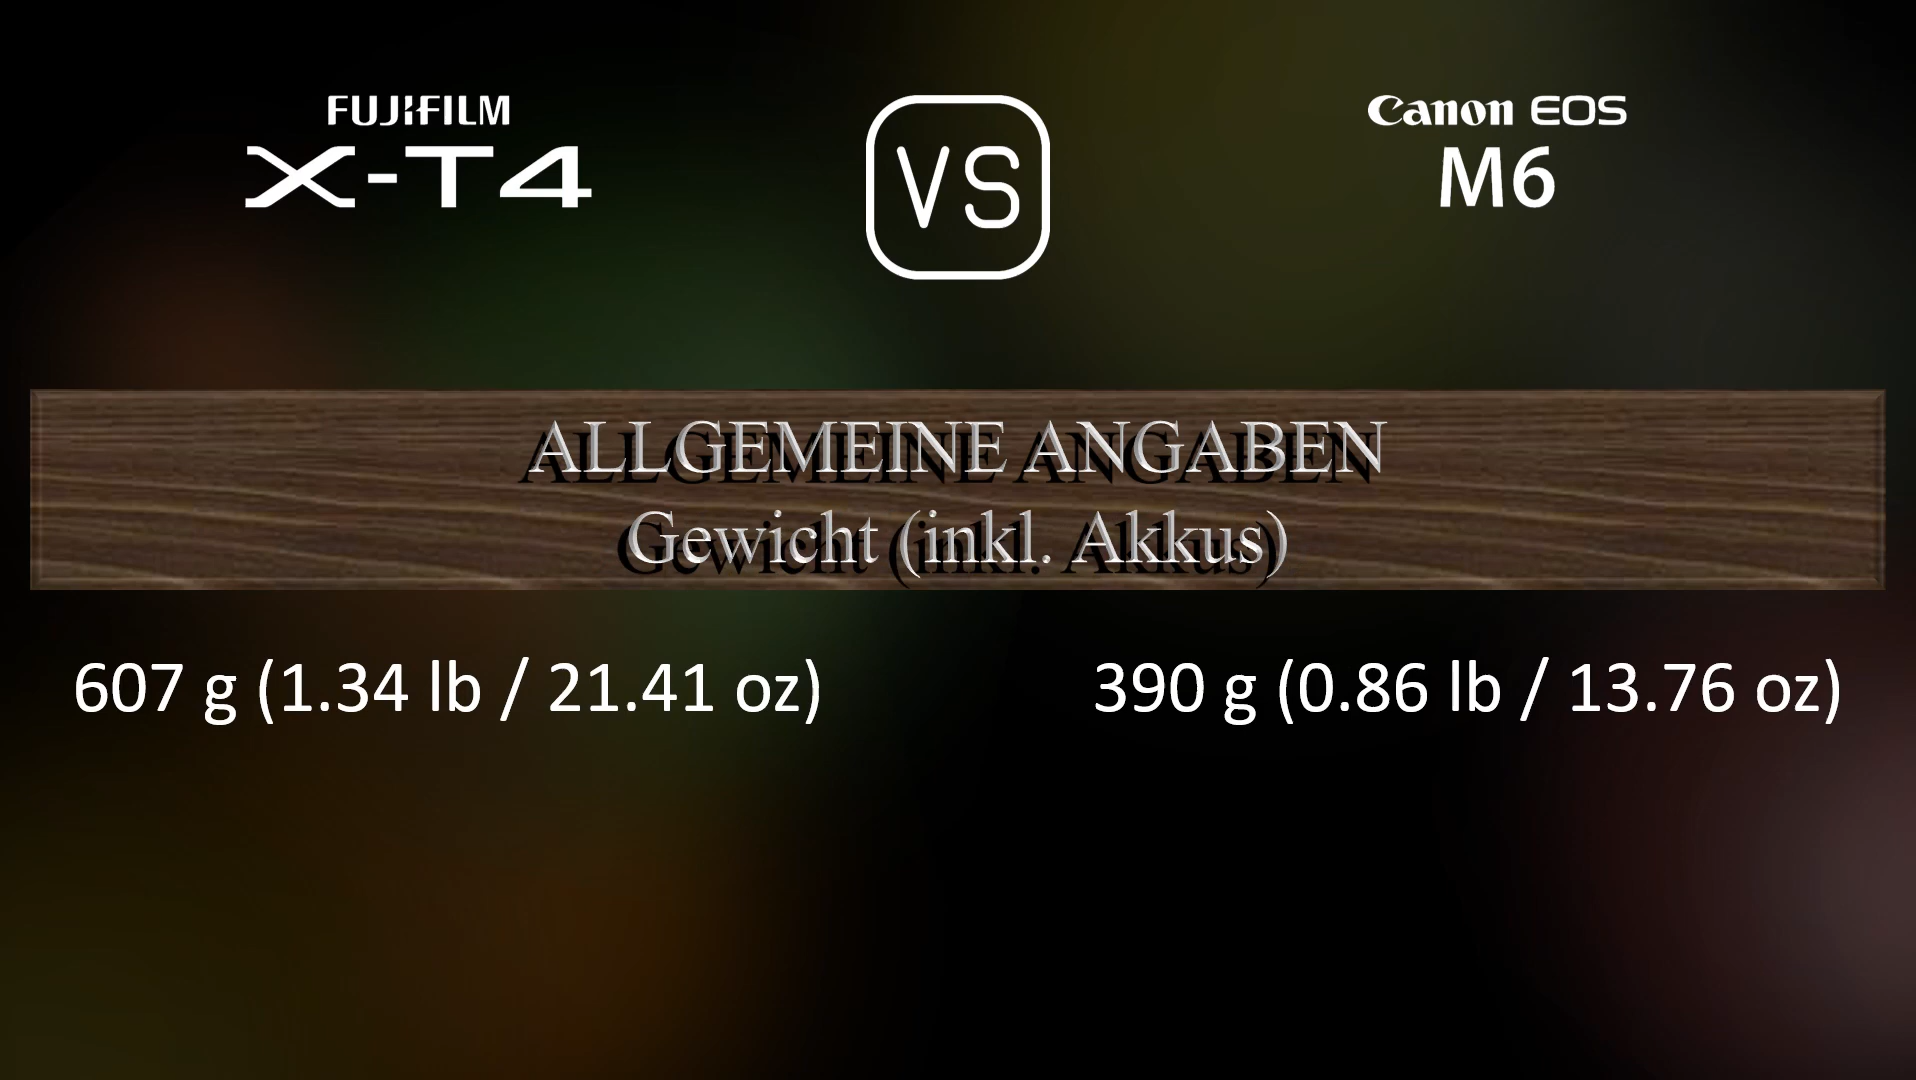 FUJIFILM
X-T4
VS
Canon EOS
M6
ALLGEMEINE ANGABEN
Gewicht (inkl. Akkus)
607 g (1.34 lb / 21.41 oz)
390 g (0.86 lb / 13.76 oz)